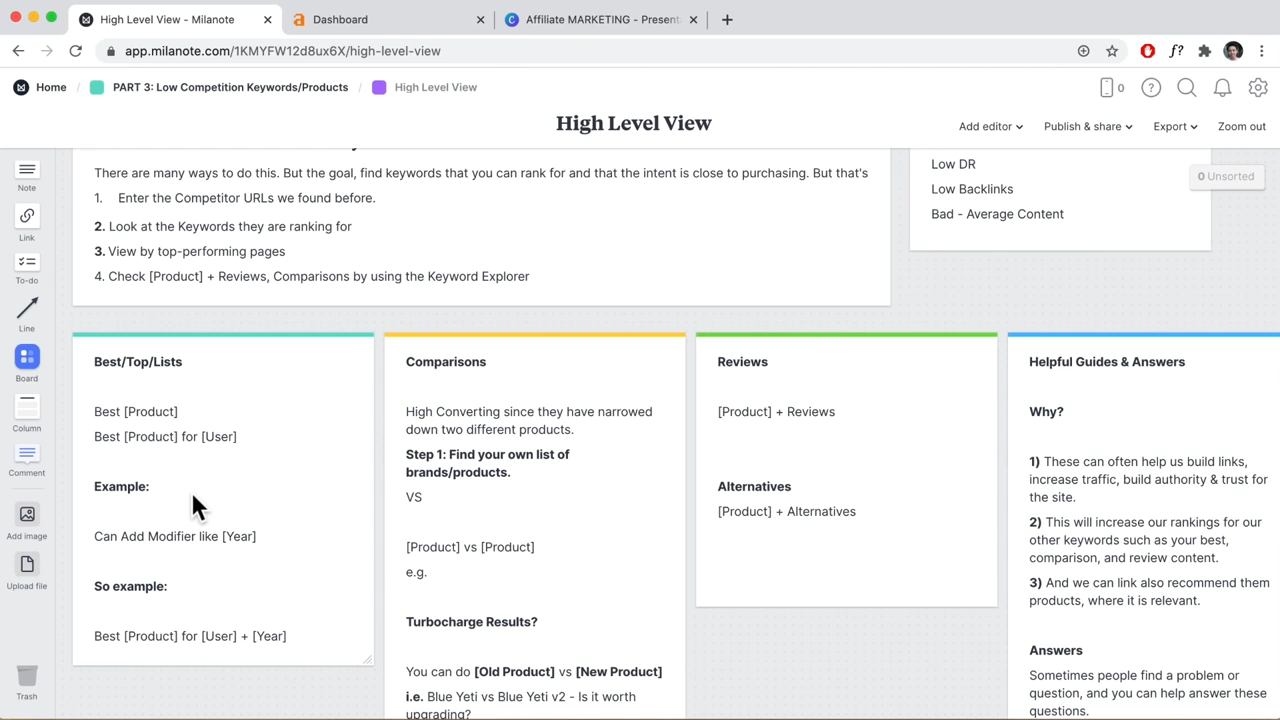 High Level View - Milanote
Dashboard
Affiliate MARKETING - Present
app.milanote.com/1KMYFW12d8ux6X/high-level-view
f?
Home / PART 3: Low Competition Keywords/Products / High Level View
0
High Level View
Add editor
Publish & share
Export
Zoom out
Note
Link
To-do
Line
Board
Column
Comment
Add image
Upload file
Trash
There are many ways to do this. But the goal, find keywords that you can rank for and that the intent is close to purchasing. But that's
1. Enter the Competitor URLs we found before.
2. Look at the Keywords they are ranking for
3. View by top-performing pages
4. Check [Product] + Reviews, Comparisons by using the Keyword Explorer
Low DR
Low Backlinks
Bad - Average Content
0 Unsorted
Best/Top/Lists
Best [Product]
Best [Product] for [User]
Example:
Can Add Modifier like [Year]
So example:
Best [Product] for [User] + [Year]
Comparisons
High Converting since they have narrowed
down two different products.
Step 1: Find your own list of
brands/products.
VS
[Product] vs [Product]
e.g.
Turbocharge Results?
You can do [Old Product] vs [New Product]
i.e. Blue Yeti vs Blue Yeti v2 - Is it worth
upgrading?
Reviews
[Product] + Reviews
Alternatives
[Product] + Alternatives
Helpful Guides & Answers
Why?
1) These can often help us build links,
increase traffic, build authority & trust for
the site.
2) This will increase our rankings for our
other keywords such as your best,
comparison, and review content.
3) And we can link also recommend them
products, where it is relevant.
Answers
Sometimes people find a problem or
question, and you can help answer these
questions.